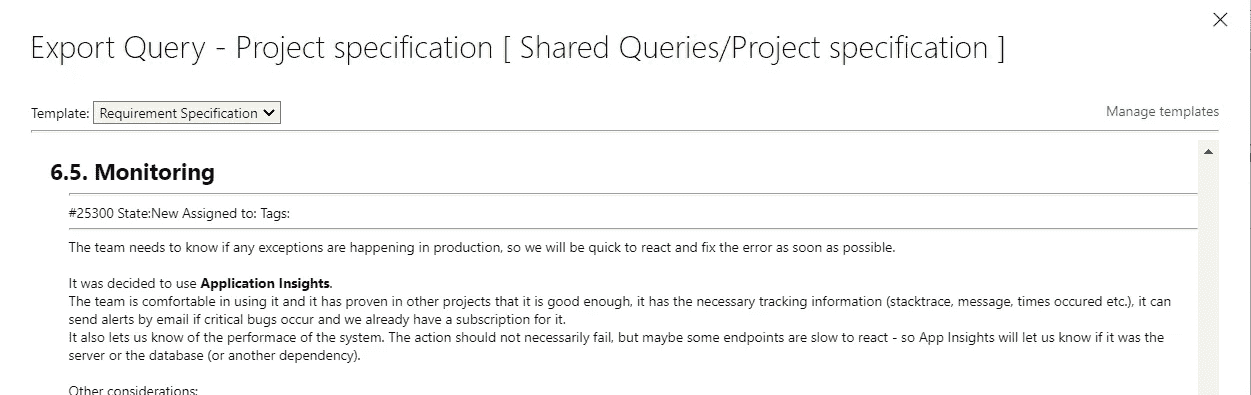 Export Query - Project specification [ Shared Queries/Project specification ]
Template: Requirement Specification Manage templates
6.5. Monitoring
#25300 State:New Assigned to: Tags:
The team needs to know if any exceptions are happening in production, so we will be quick to react and fix the error as soon as possible.
It was decided to use Application Insights.
The team is comfortable in using it and it has proven in other projects that it is good enough, it has the necessary tracking information (stacktrace, message, times occured etc.), it can
send alerts by email if critical bugs occur and we already have a subscription for it.
It also lets us know of the performace of the system. The action should not necessarily fail, but maybe some endpoints are slow to react - so App Insights will let us know if it was the
server or the database (or another dependency).
Other considerations: